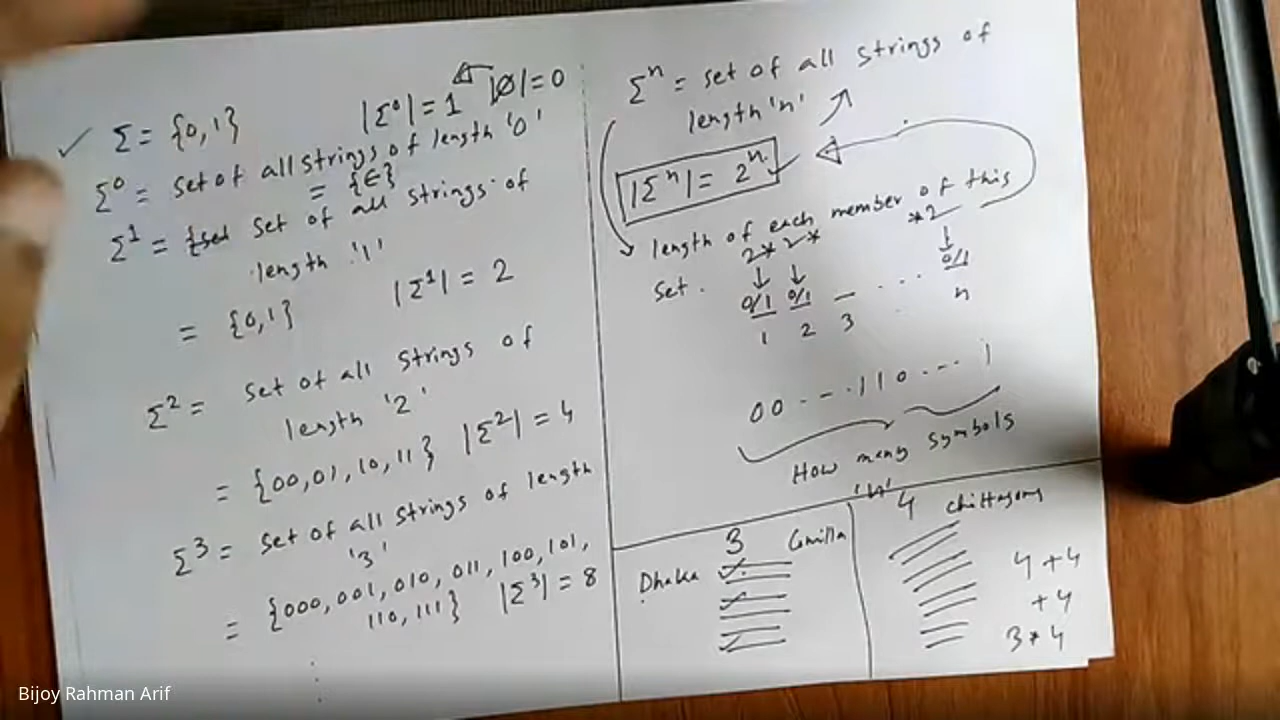 ✓ Σ = {0,1} |Σ⁰| = 1 |∅| = 0
Σ⁰ = set of all strings of length '0'
= {ϵ}
Σ¹ = {set set of all strings of
length '1'
= {0,1} |Σ¹| = 2
Σ² = set of all strings of
length '2'
= {00,01,10,11} |Σ²| = 4
Σ³ = set of all strings of length
'3'
= {000,001,010,011,100,101,
110,111} |Σ³| = 8
Σⁿ = set of all strings of
length 'n'
|Σⁿ| = 2ⁿ
length of each member of this
set. 2* 2* *2
0/1 0/1 _ . . . 0/1
1 2 3 . . n
00 - - . 110 . - - 1
How many symbols
'n'
Dhaka 3 Comilla
4 chittagong
4 + 4
+ 4
3 * 4
Bijoy Rahman Arif